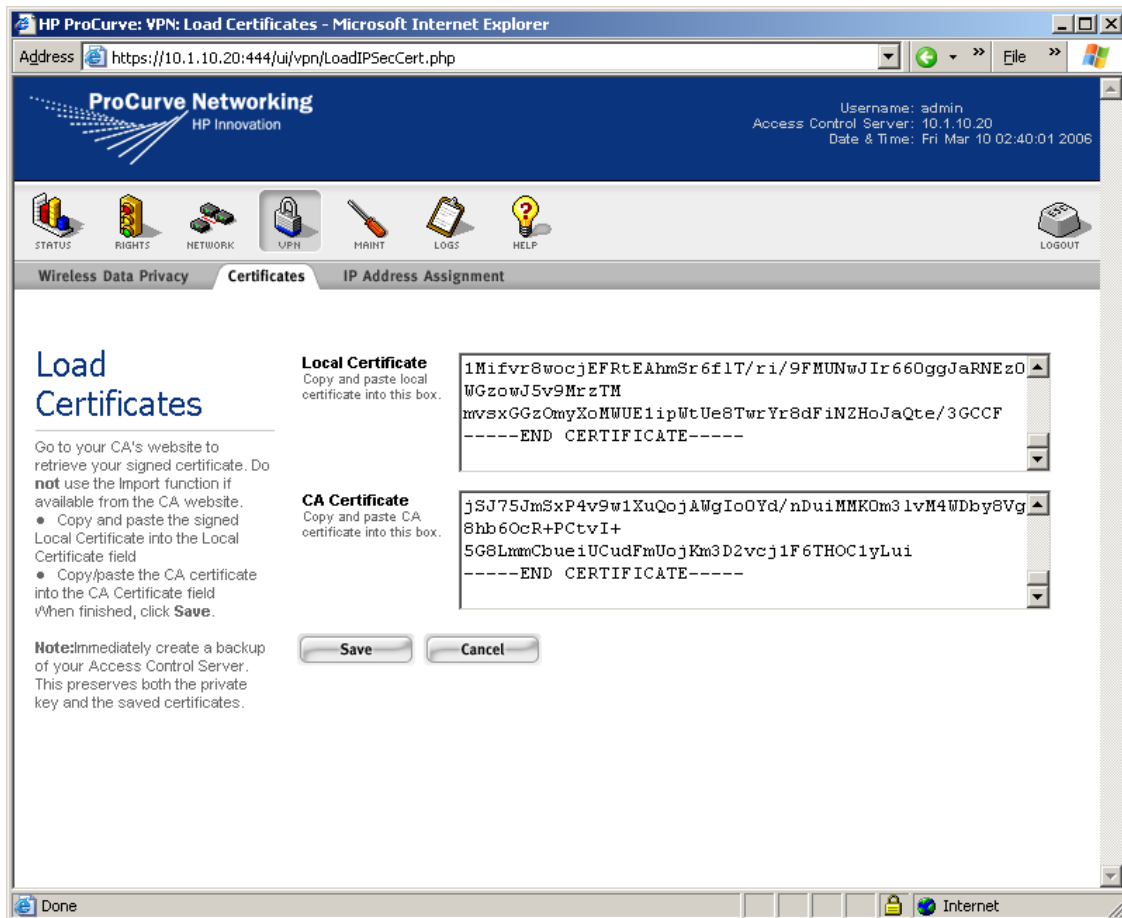 HP ProCurve: VPN: Load Certificates - Microsoft Internet Explorer
Address https://10.1.10.20:444/ui/vpn/LoadIPSecCert.php File
ProCurve Networking
HP Innovation
Username: admin
Access Control Server: 10.1.10.20
Date & Time: Fri Mar 10 02:40:01 2006
STATUS RIGHTS NETWORK VPN MAINT LOGS HELP LOGOUT
Wireless Data Privacy Certificates IP Address Assignment
Load
Certificates
Go to your CA's website to
retrieve your signed certificate. Do
not use the Import function if
available from the CA website.
● Copy and paste the signed
Local Certificate into the Local
Certificate field
● Copy/paste the CA certificate
into the CA Certificate field
When finished, click Save.
Note:Immediately create a backup
of your Access Control Server.
This preserves both the private
key and the saved certificates.
Local Certificate
Copy and paste local
certificate into this box.
1Mifvr8wocjEFRtEAhmSr6flT/ri/9FMUNwJIr66OggJaRNEzO
WGzowJ5v9MrzTM
mvsxGGzOmyXoMWUE1ipWtUe8TwrYr8dFiNZHoJaQte/3GCCF
-----END CERTIFICATE-----
CA Certificate
Copy and paste CA
certificate into this box.
jSJ75JmSxP4v9w1XuQojAWgIoOYd/nDuiMMKOm3lvM4WDby8Vg
8hb6OcR+PCtvI+
5G8LmmCbueiUCudFmUojKm3D2vcj1F6THOC1yLui
-----END CERTIFICATE-----
Save Cancel
Done Internet